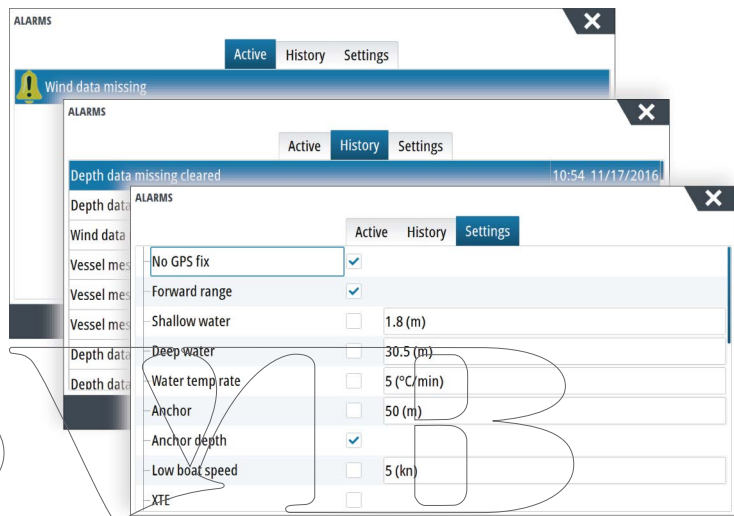 ALARMS
Active History Settings
Wind data missing
ALARMS
Active History Settings
Depth data missing cleared 10:54 11/17/2016
Depth data
Wind data
Vessel mes
Vessel mes
Vessel mes
Depth data
Depth data
ALARMS
Active History Settings
No GPS fix
Forward range
Shallow water 1.8 (m)
Deep water 30.5 (m)
Water temp rate 5 (°C/min)
Anchor 50 (m)
Anchor depth
Low boat speed 5 (kn)
XTE